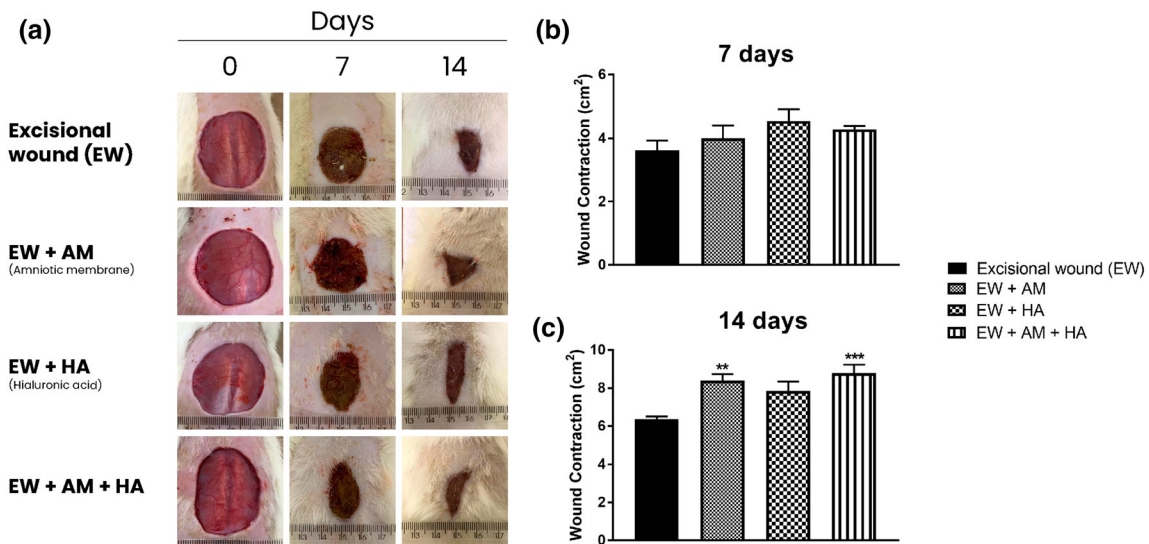 (a)
Days
0 7 14
Excisional
wound (EW)
EW + AM
(Amniotic membrane)
EW + HA
(Hialuronic acid)
EW + AM + HA
(b)
7 days
Wound Contraction (cm²)
6
4
2
0
(c)
14 days
Wound Contraction (cm²)
10
8
6
4
2
0
**
***
Excisional wound (EW)
EW + AM
EW + HA
EW + AM + HA